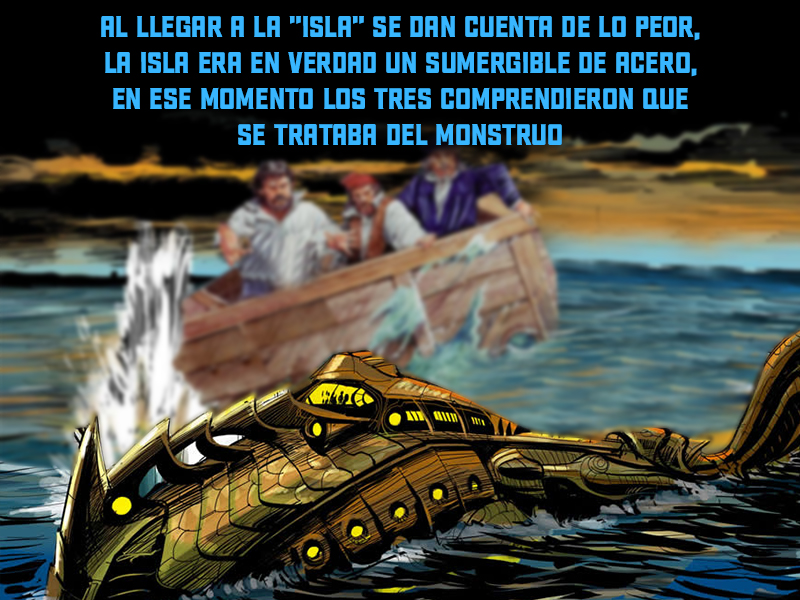 AL LLEGAR A LA "ISLA" SE DAN CUENTA DE LO PEOR,
LA ISLA ERA EN VERDAD UN SUMERGIBLE DE ACERO,
EN ESE MOMENTO LOS TRES COMPRENDIERON QUE
SE TRATABA DEL MONSTRUO